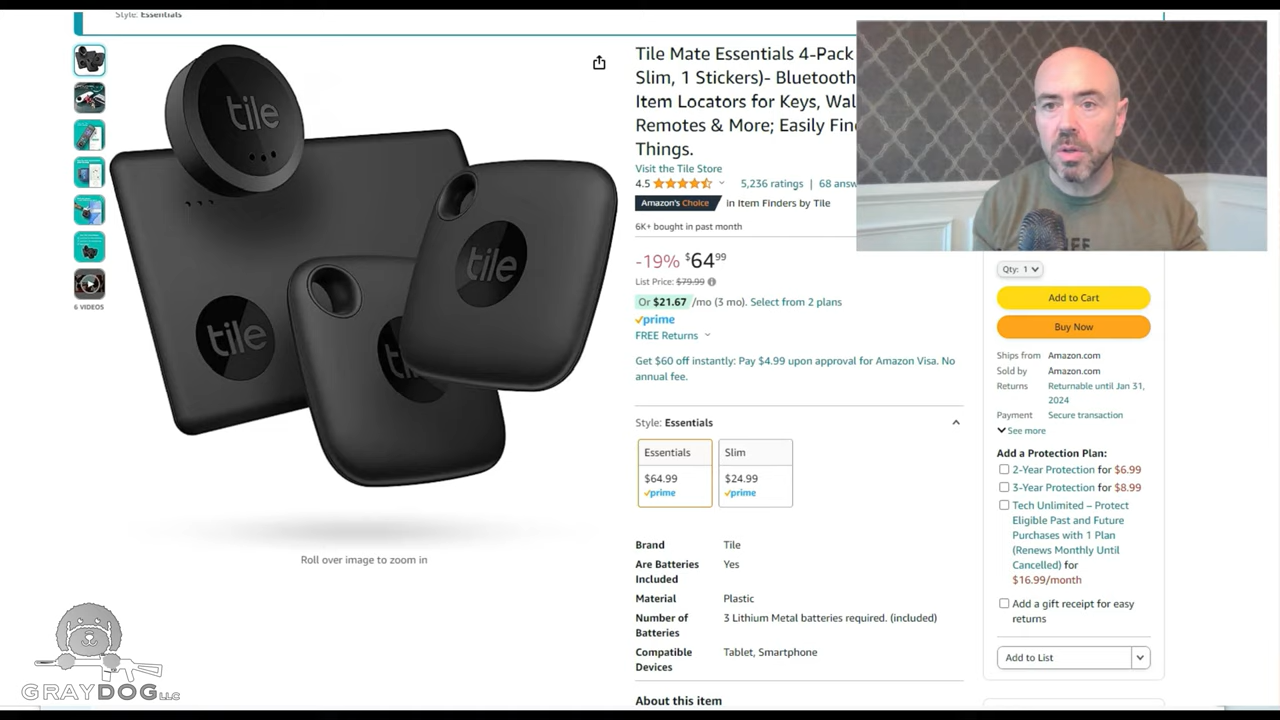 Style: Essentials
Tile Mate Essentials 4-Pack
Slim, 1 Stickers)- Bluetooth
Item Locators for Keys, Wal
Remotes & More; Easily Fin
Things.
Visit the Tile Store
4.5
5,236 ratings | 68 answ
Amazon's Choice in Item Finders by Tile
6K+ bought in past month
-19% $64 99
List Price: $79.99
Or $21.67 /mo (3 mo). Select from 2 plans
prime
FREE Returns
Get $60 off instantly: Pay $4.99 upon approval for Amazon Visa. No
annual fee.
Style: Essentials
Essentials
$64.99
prime
Slim
$24.99
prime
Brand Tile
Are Batteries Included Yes
Material Plastic
Number of Batteries 3 Lithium Metal batteries required. (included)
Compatible Devices Tablet, Smartphone
About this item
tile
tile
tile
6 VIDEOS
Roll over image to zoom in
GRAYDOG LLC
Qty: 1
Add to Cart
Buy Now
Ships from Amazon.com
Sold by Amazon.com
Returns Returnable until Jan 31,
2024
Payment Secure transaction
See more
Add a Protection Plan:
2-Year Protection for $6.99
3-Year Protection for $8.99
Tech Unlimited – Protect
Eligible Past and Future
Purchases with 1 Plan
(Renews Monthly Until
Cancelled) for
$16.99/month
Add a gift receipt for easy
returns
Add to List